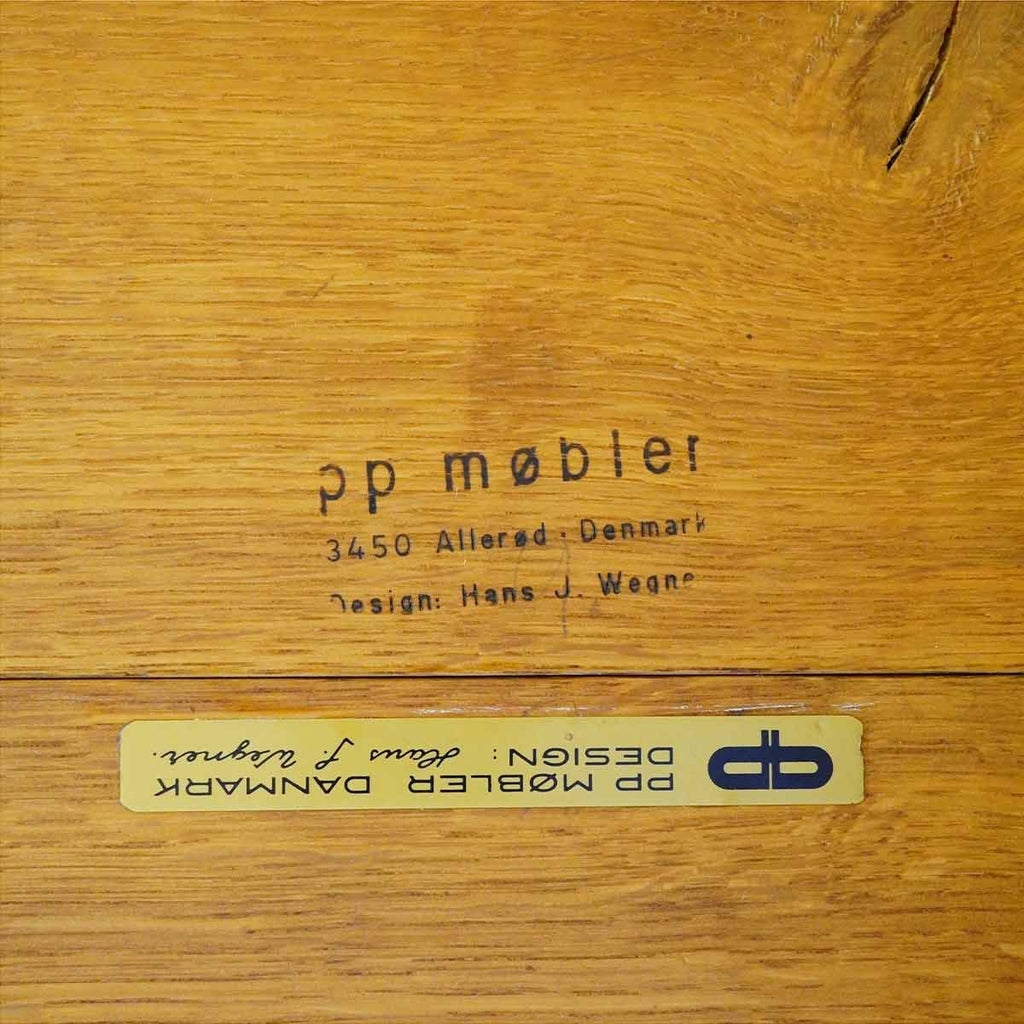 pp møbler
3450 Allerød · Denmark
Design: Hans J. Wegne
PP MØBLER DANMARK
DESIGN: Hans J. Wegner.